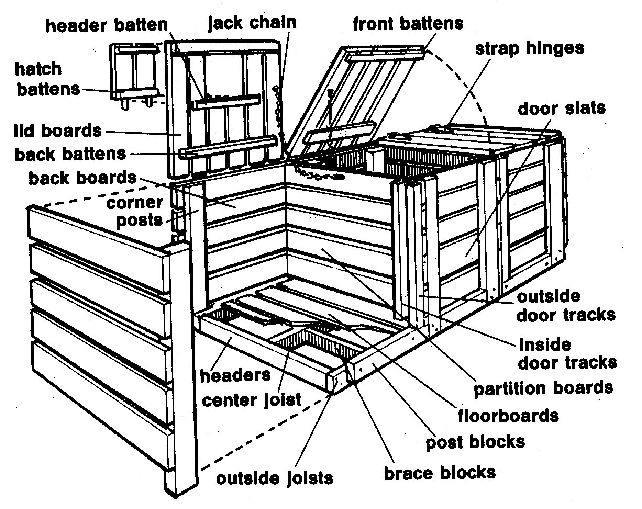 header batten
jack chain
front battens
strap hinges
hatch
battens
door slats
lid boards
back battens
back boards
corner
posts
outside
door tracks
Inside
door tracks
headers
center joist
partition boards
floorboards
post blocks
outside joists
brace blocks